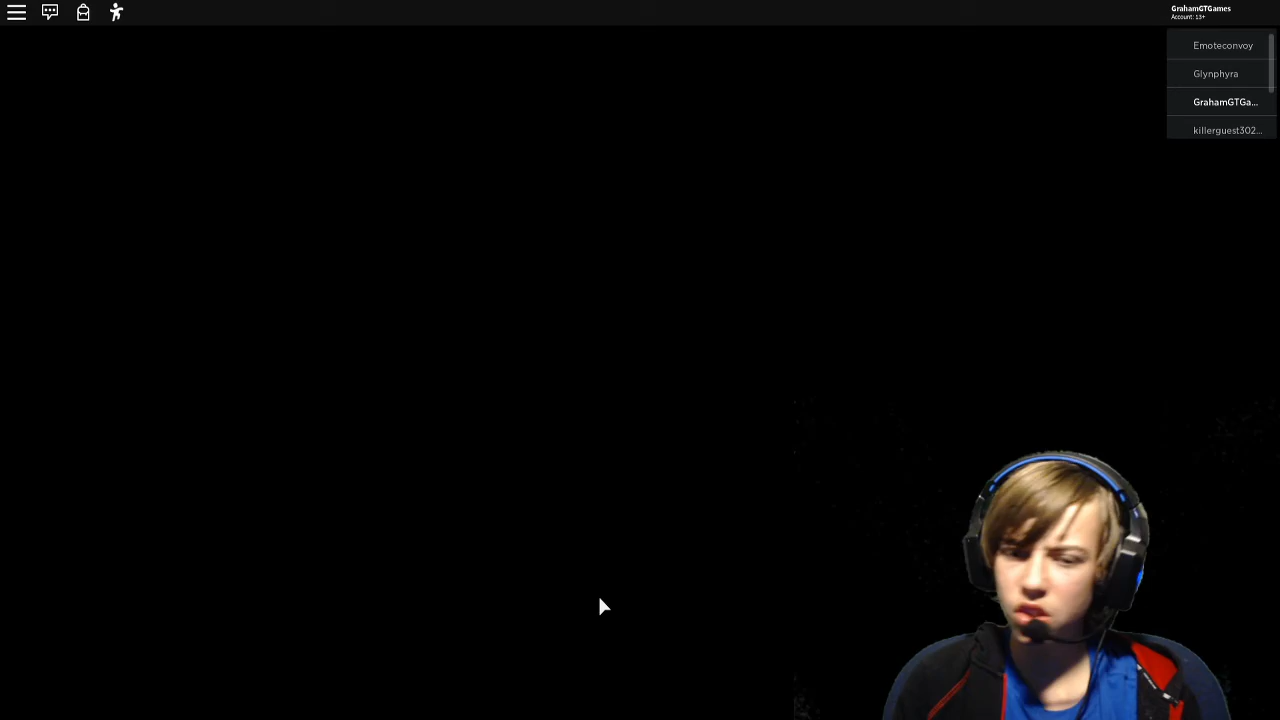 GrahamGTGames
Account: 13+
Emoteconvoy
Glynphyra
GrahamGTGa...
killerguest302...